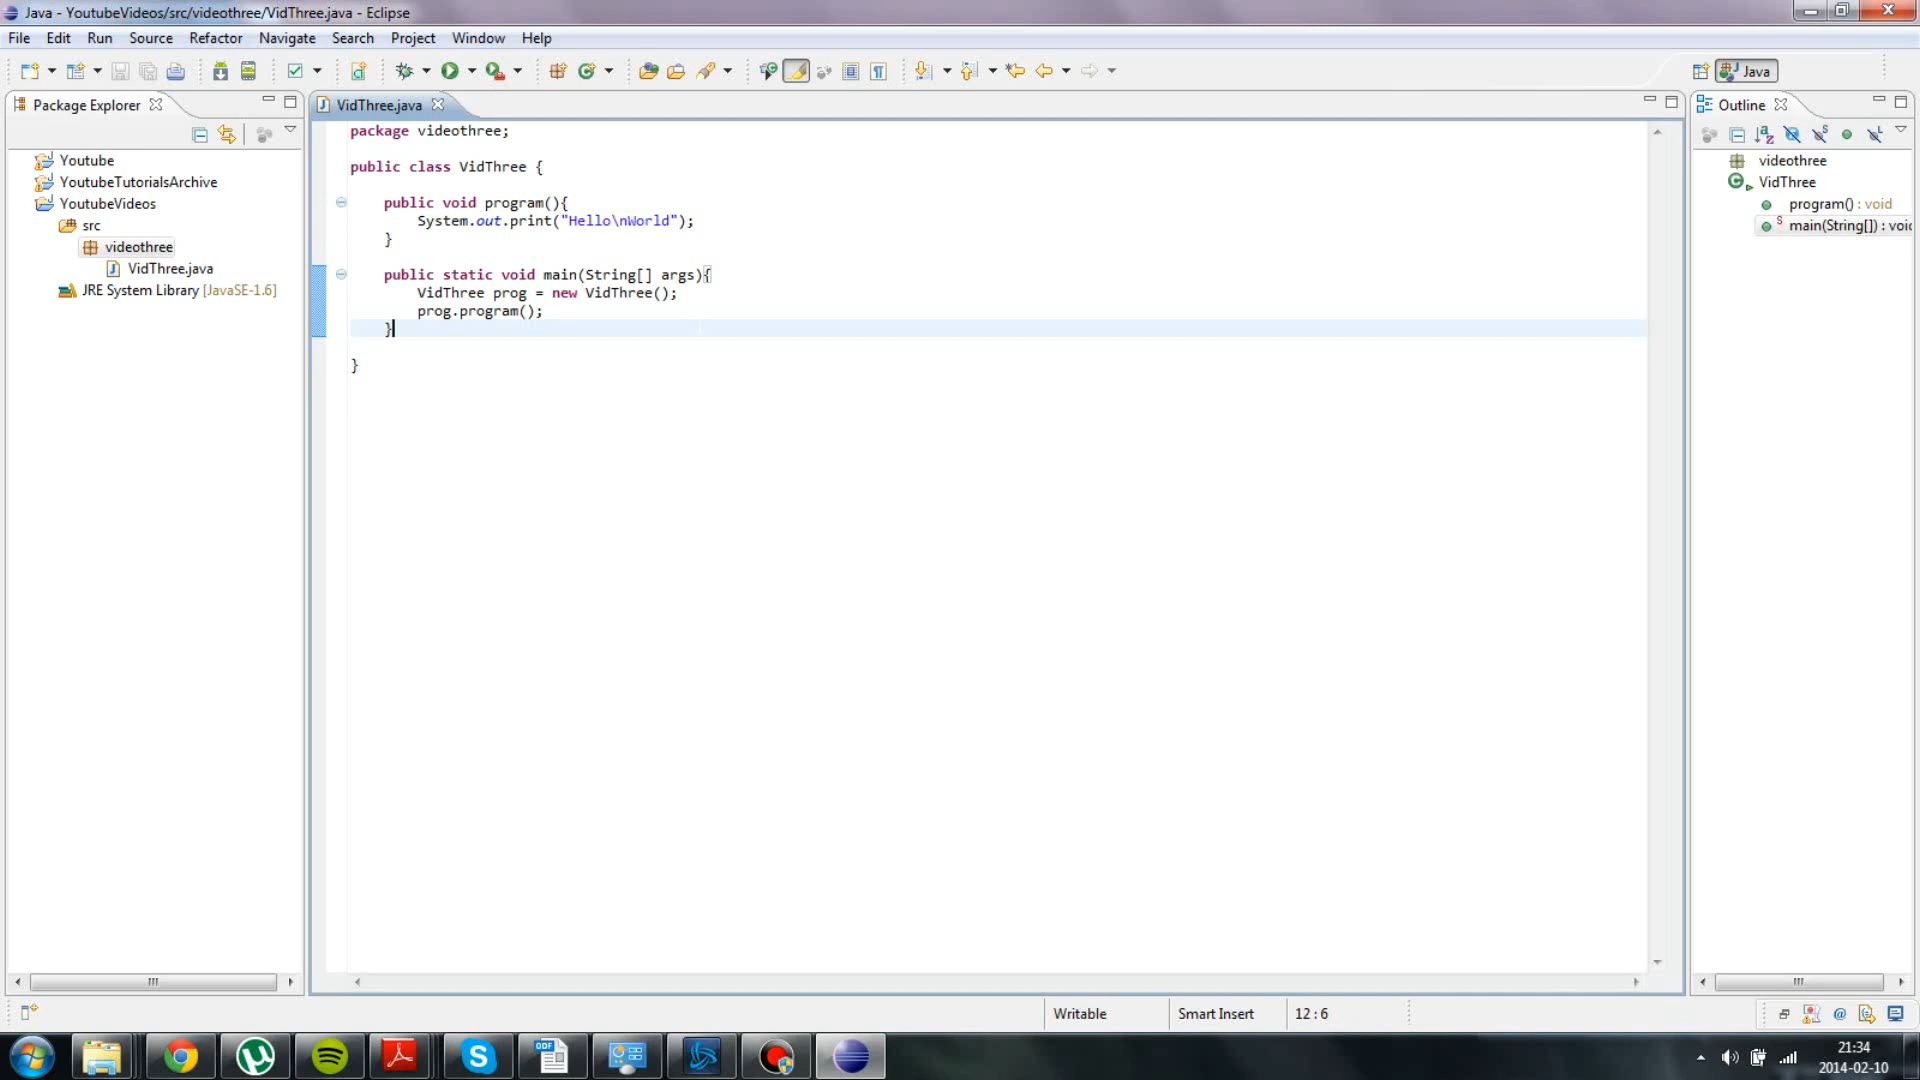 Java - YoutubeVideos/src/videothree/VidThree.java - Eclipse
File Edit Run Source Refactor Navigate Search Project Window Help
Java
Package Explorer
VidThree.java
Outline
Youtube
YoutubeTutorialsArchive
YoutubeVideos
src
videothree
VidThree.java
JRE System Library [JavaSE-1.6]
package videothree;
public class VidThree {
public void program(){
System.out.print("Hello\nWorld");
}
public static void main(String[] args){
VidThree prog = new VidThree();
prog.program();
}
}
videothree
VidThree
program() : void
main(String[]) : voic
Writable
Smart Insert
12 : 6
21:34
2014-02-10